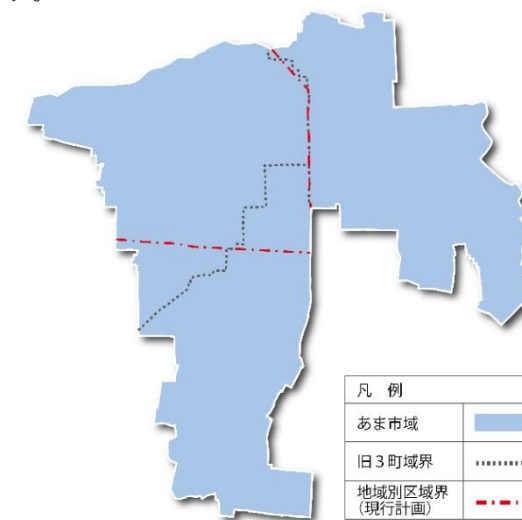 凡 例
あま市域
旧3町域界
地域別区域界
(現行計画)